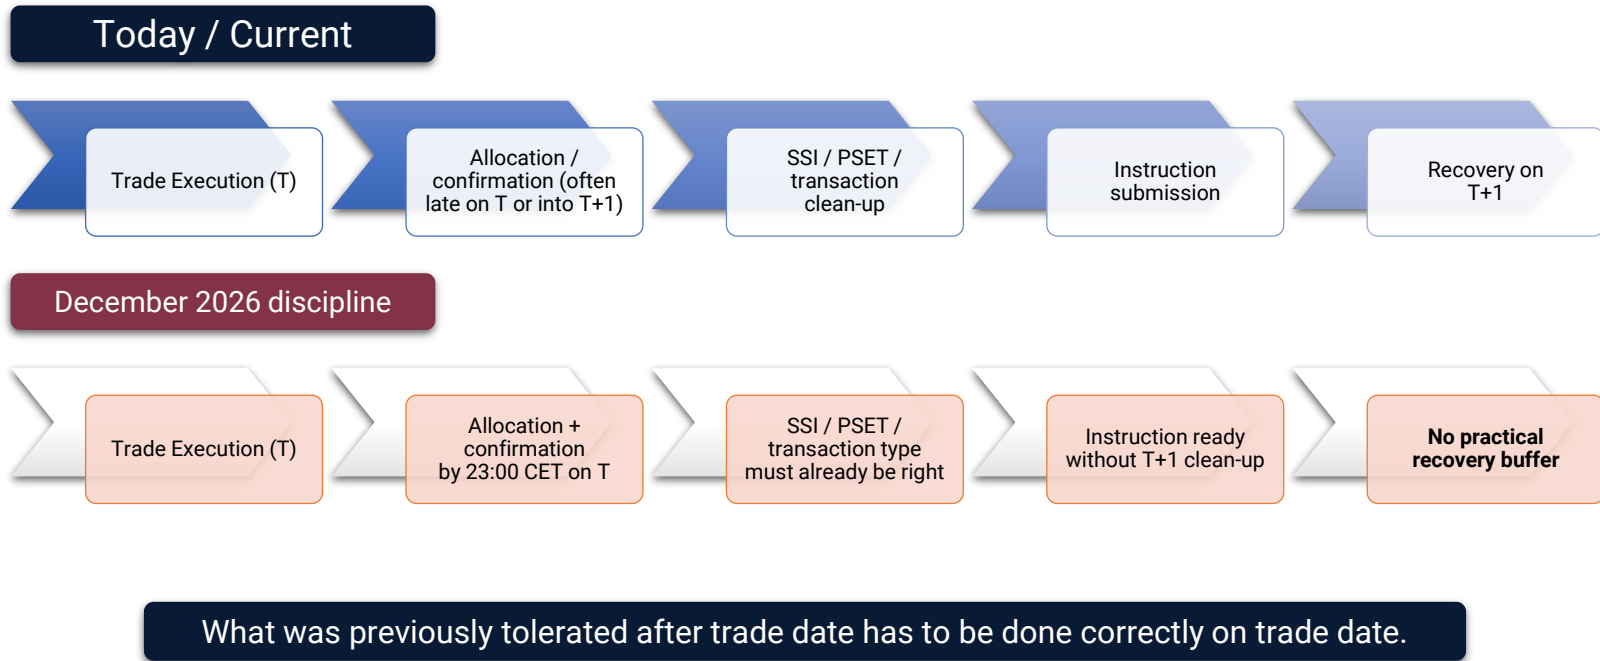 Today / Current
Trade Execution (T)
Allocation /
confirmation (often
late on T or into T+1)
SSI / PSET /
transaction
clean-up
Instruction
submission
Recovery on
T+1
December 2026 discipline
Trade Execution (T)
Allocation +
confirmation
by 23:00 CET on T
SSI / PSET /
transaction type
must already be right
Instruction ready
without T+1 clean-up
No practical
recovery buffer
What was previously tolerated after trade date has to be done correctly on trade date.